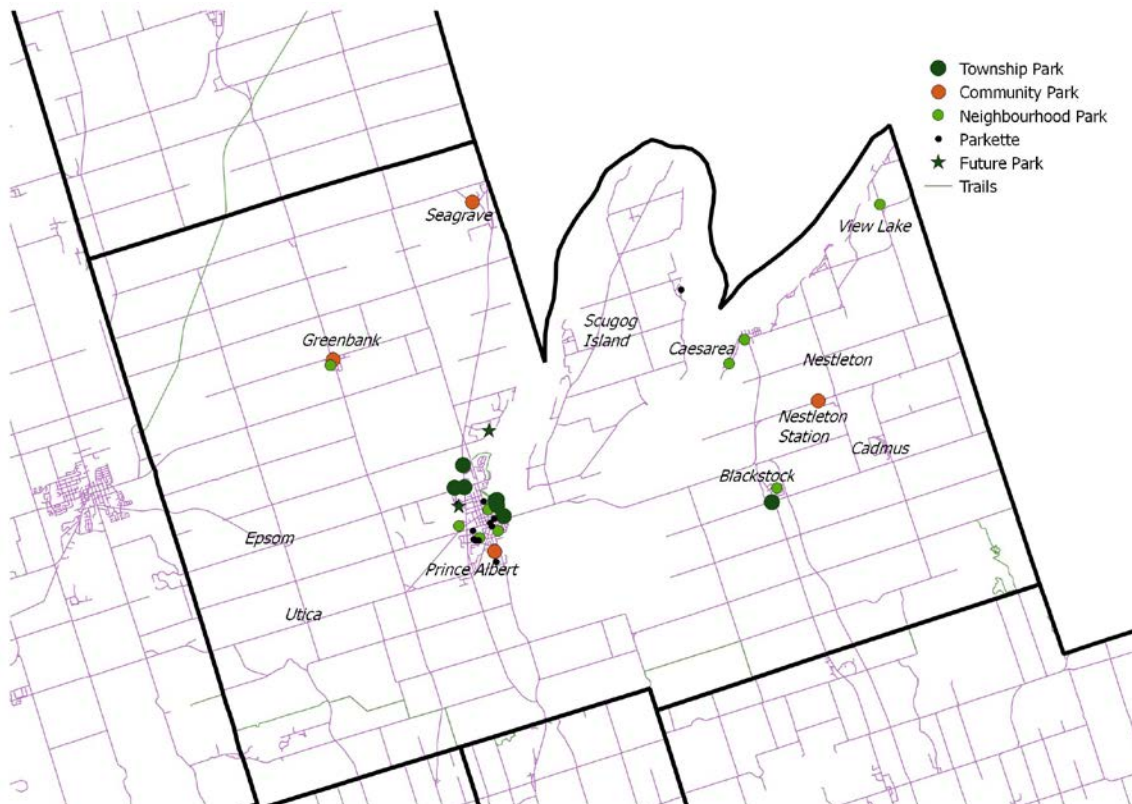 Township Park
Community Park
Neighbourhood Park
Parkette
Future Park
Trails
Seagrave
View Lake
Greenbank
Scugog
Island
Caesarea
Nestleton
Nestleton
Station
Cadmus
Blackstock
Epsom
Prince Albert
Utica